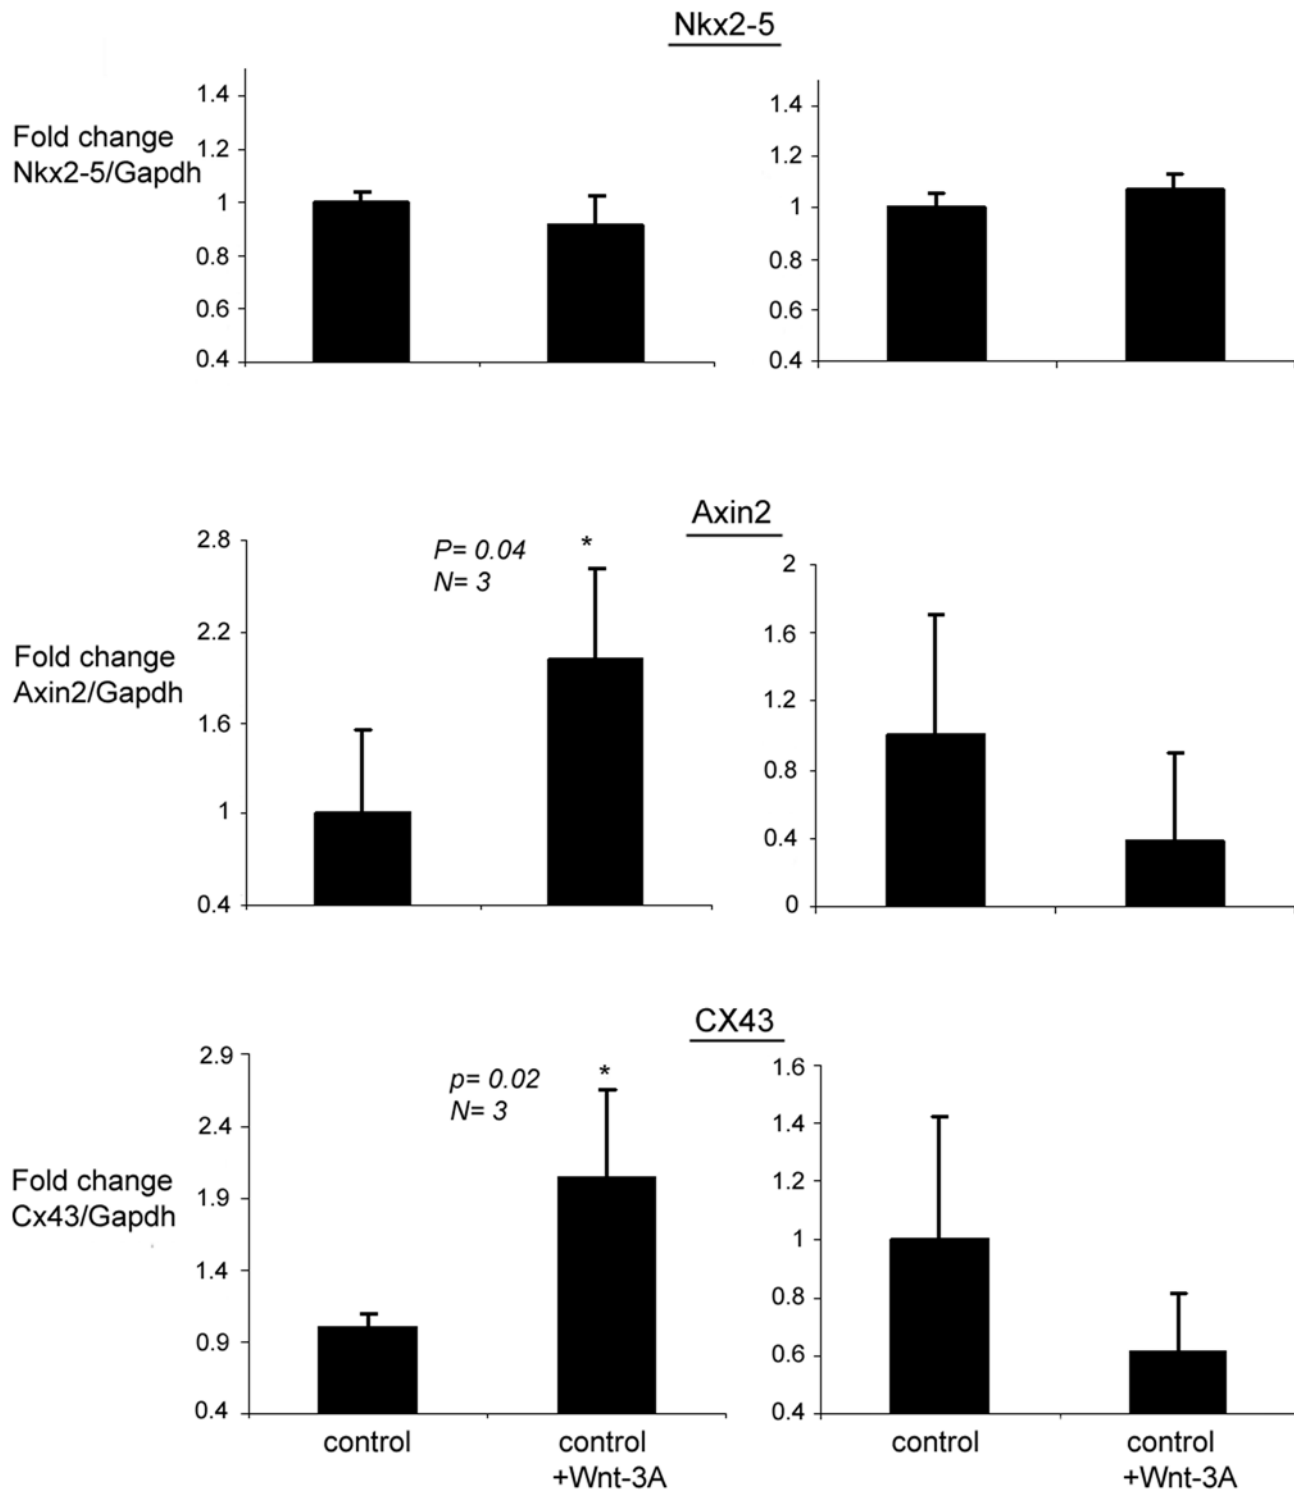 Nkx2-5
Fold change
Nkx2-5/Gapdh
1.4
1.2
1
0.8
0.6
0.4
1.4
1.2
1
0.8
0.6
0.4
Axin2
Fold change
Axin2/Gapdh
2.8
2.2
1.6
1
0.4
P= 0.04
N= 3
*
2
1.6
1.2
0.8
0.4
0
CX43
Fold change
Cx43/Gapdh
2.9
2.4
1.9
1.4
0.9
0.4
p= 0.02
N= 3
*
1.6
1.4
1.2
1
0.8
0.6
0.4
control
control
+Wnt-3A
control
control
+Wnt-3A